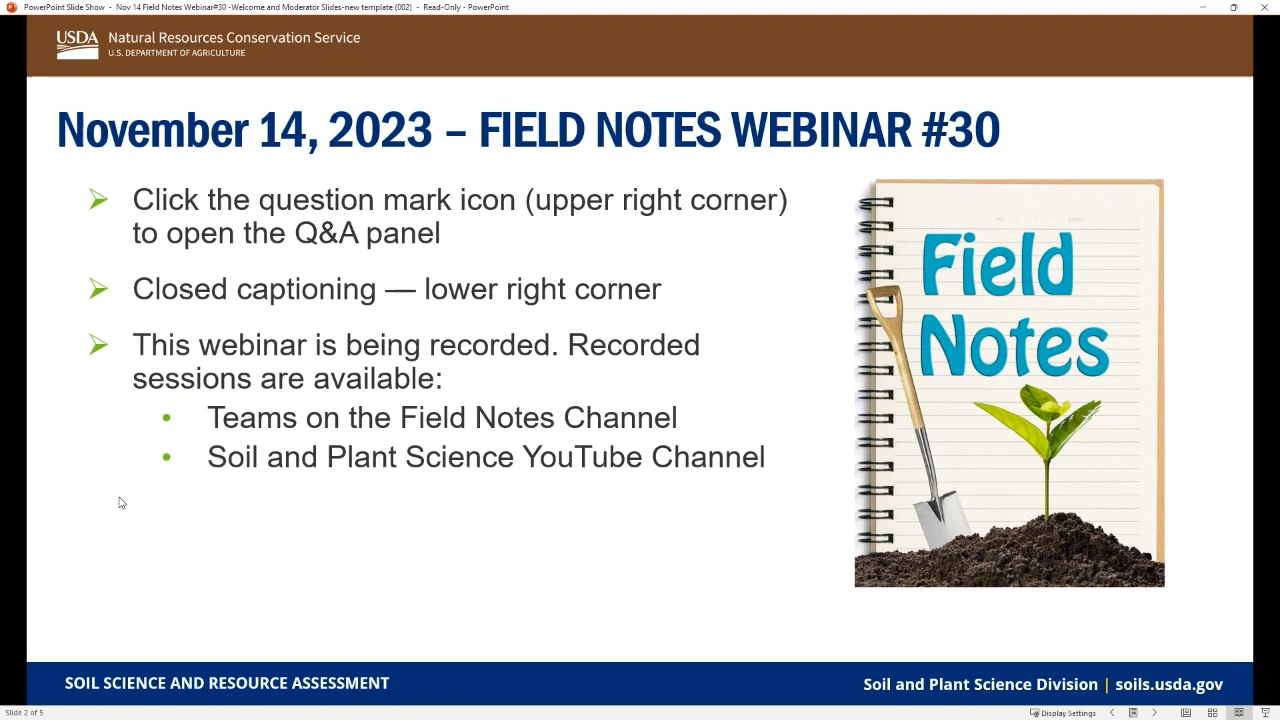 PowerPoint Slide Show - Nov 14 Field Notes Webinar#30 -Welcome and Moderator Slides-new template (002) - Read-Only - PowerPoint
USDA Natural Resources Conservation Service
U.S. DEPARTMENT OF AGRICULTURE
November 14, 2023 – FIELD NOTES WEBINAR #30
Click the question mark icon (upper right corner)
to open the Q&A panel
Closed captioning — lower right corner
This webinar is being recorded. Recorded
sessions are available:
• Teams on the Field Notes Channel
• Soil and Plant Science YouTube Channel
Field
Notes
SOIL SCIENCE AND RESOURCE ASSESSMENT
Soil and Plant Science Division | soils.usda.gov
Slide 2 of 5
Display Settings